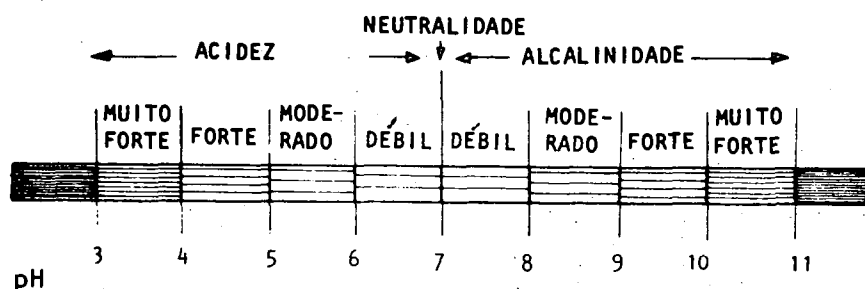 NEUTRALIDADE
ACIDEZ
ALCALINIDADE
MUITO FORTE
FORTE
MODE-RADO
DÉBIL
DÉBIL
MODE-RADO
FORTE
MUITO FORTE
3 4 5 6 7 8 9 10 11
pH